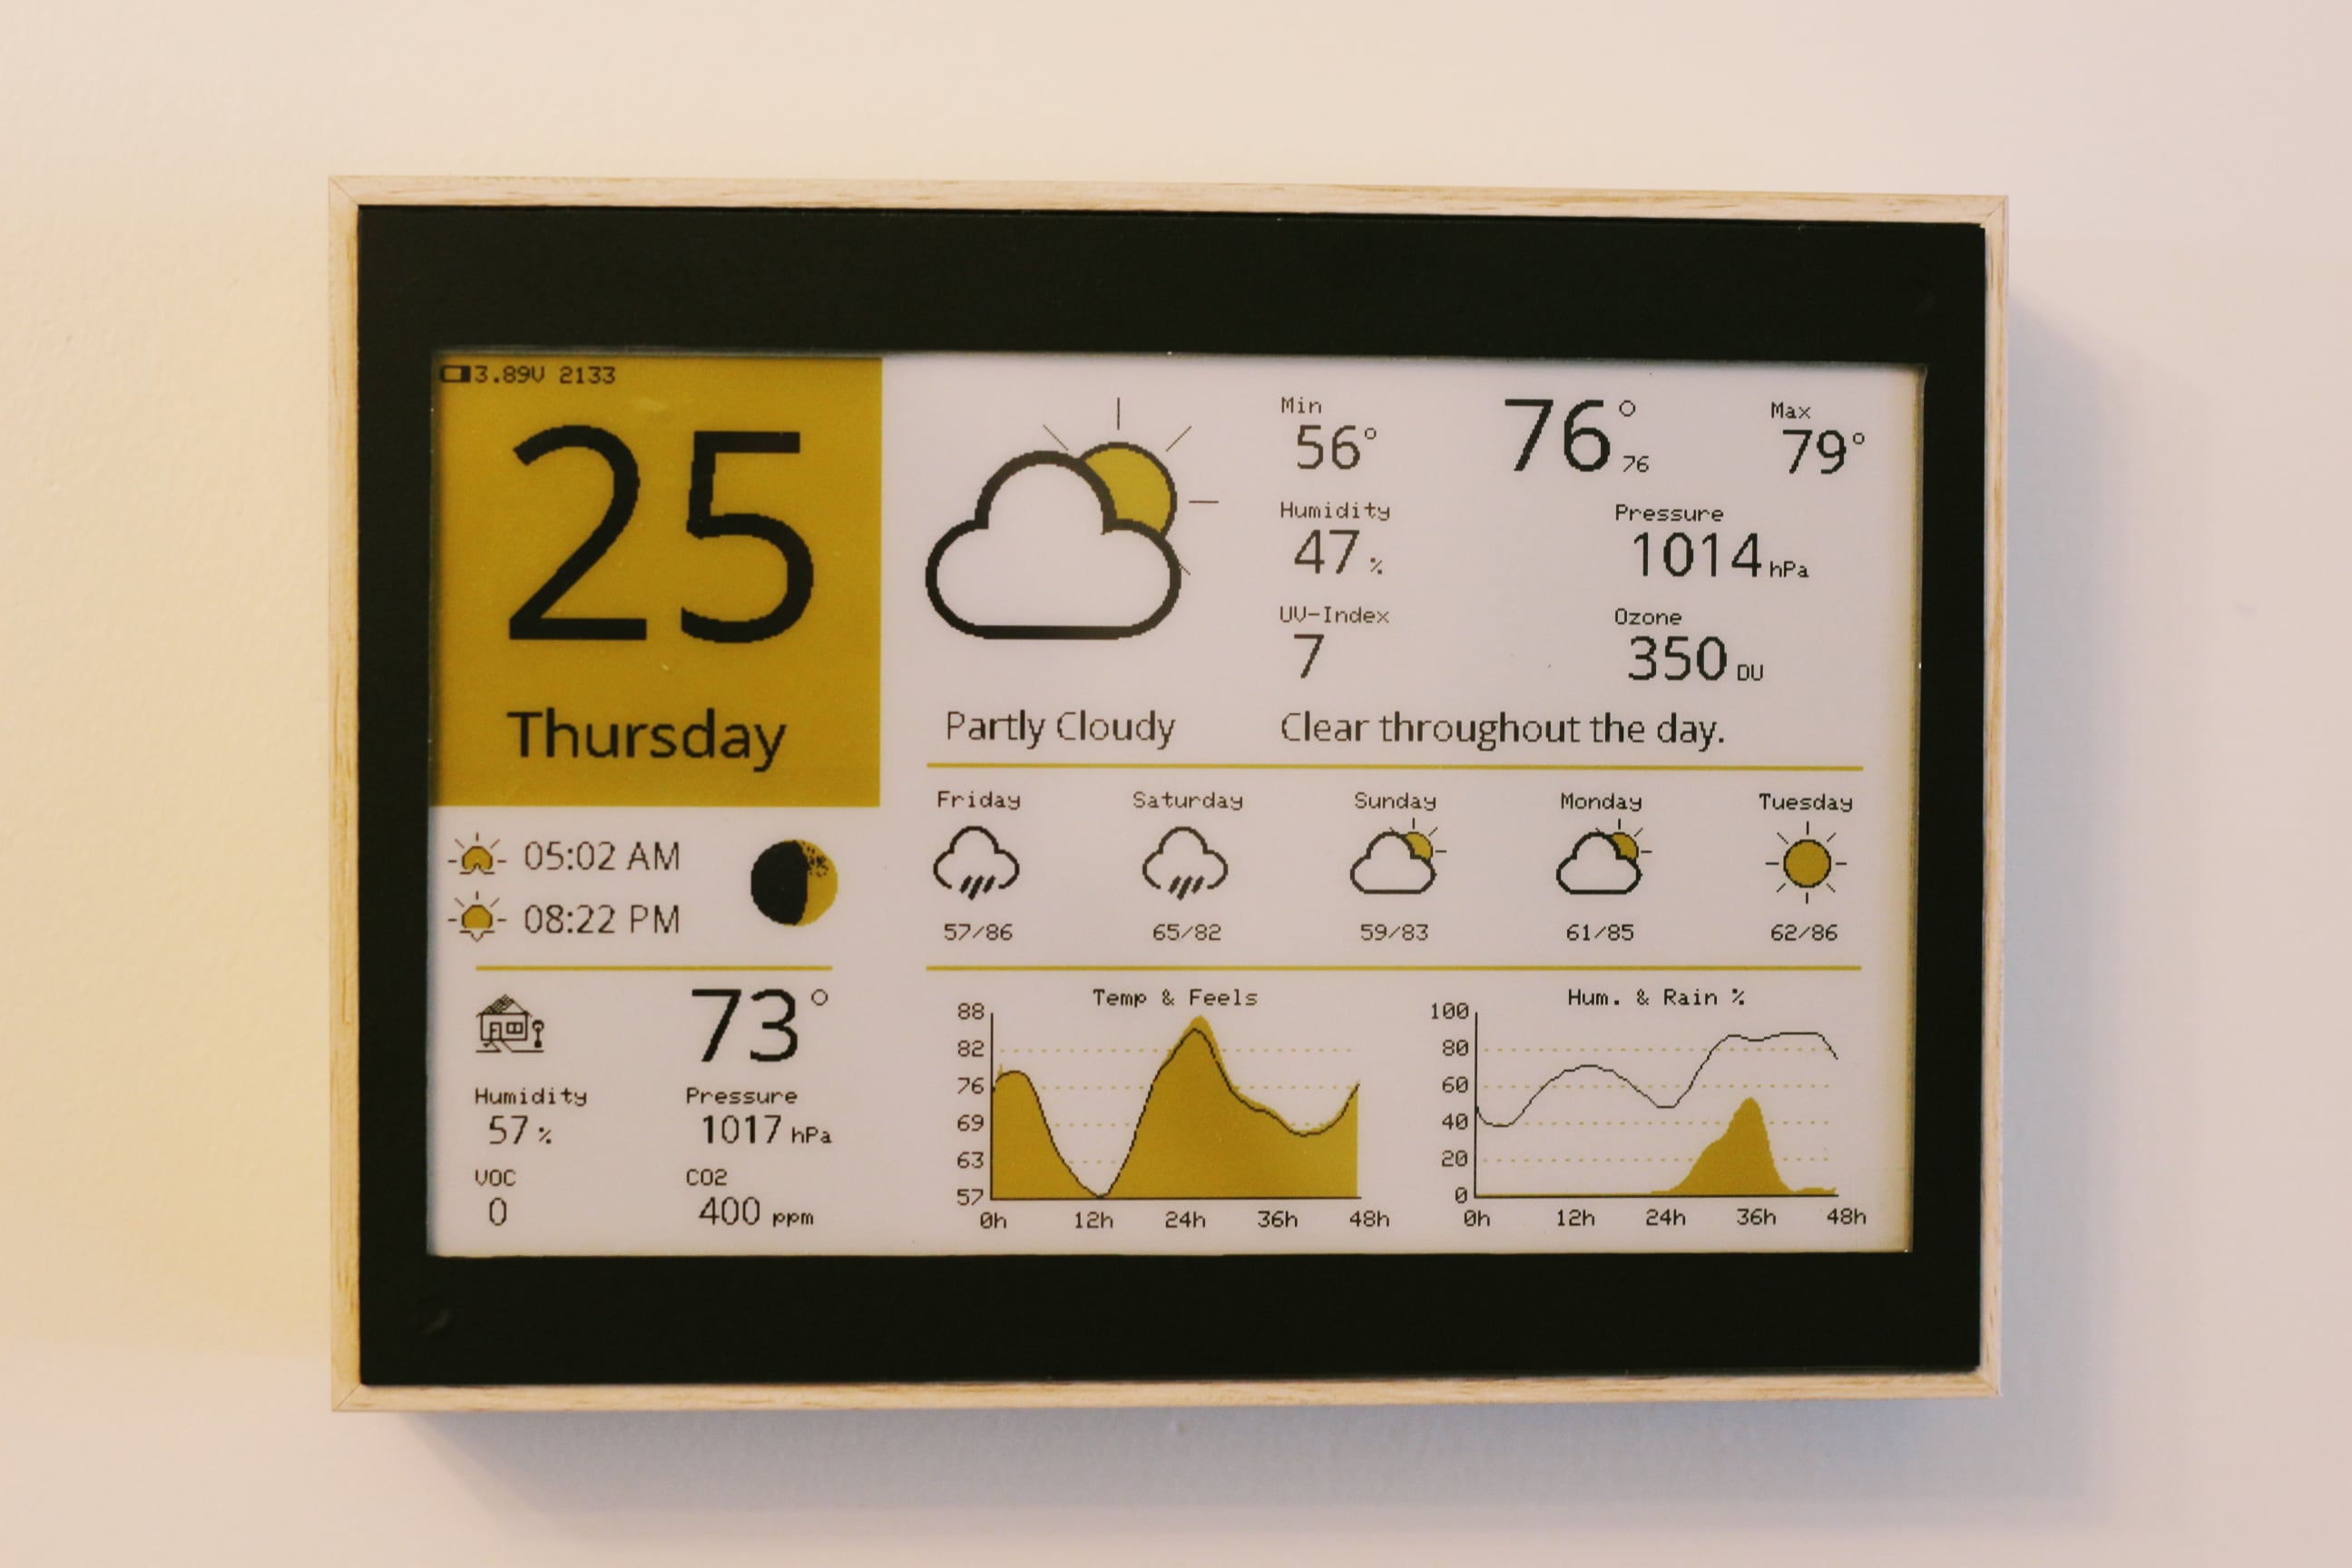 3.89V 2133
25
Thursday
05:02 AM
08:22 PM
73°
Humidity Pressure
57 % 1017 hPa
VOC CO2
0 400 ppm
Min 76° Max
56° 76 79°
Humidity Pressure
47 % 1014 hPa
UV-Index Ozone
7 350 DU
Partly Cloudy Clear throughout the day.
Friday Saturday Sunday Monday Tuesday
57/86 65/82 59/83 61/85 62/86
Temp & Feels
88
82
76
69
63
57
0h 12h 24h 36h 48h
Hum. & Rain %
100
80
60
40
20
0
0h 12h 24h 36h 48h